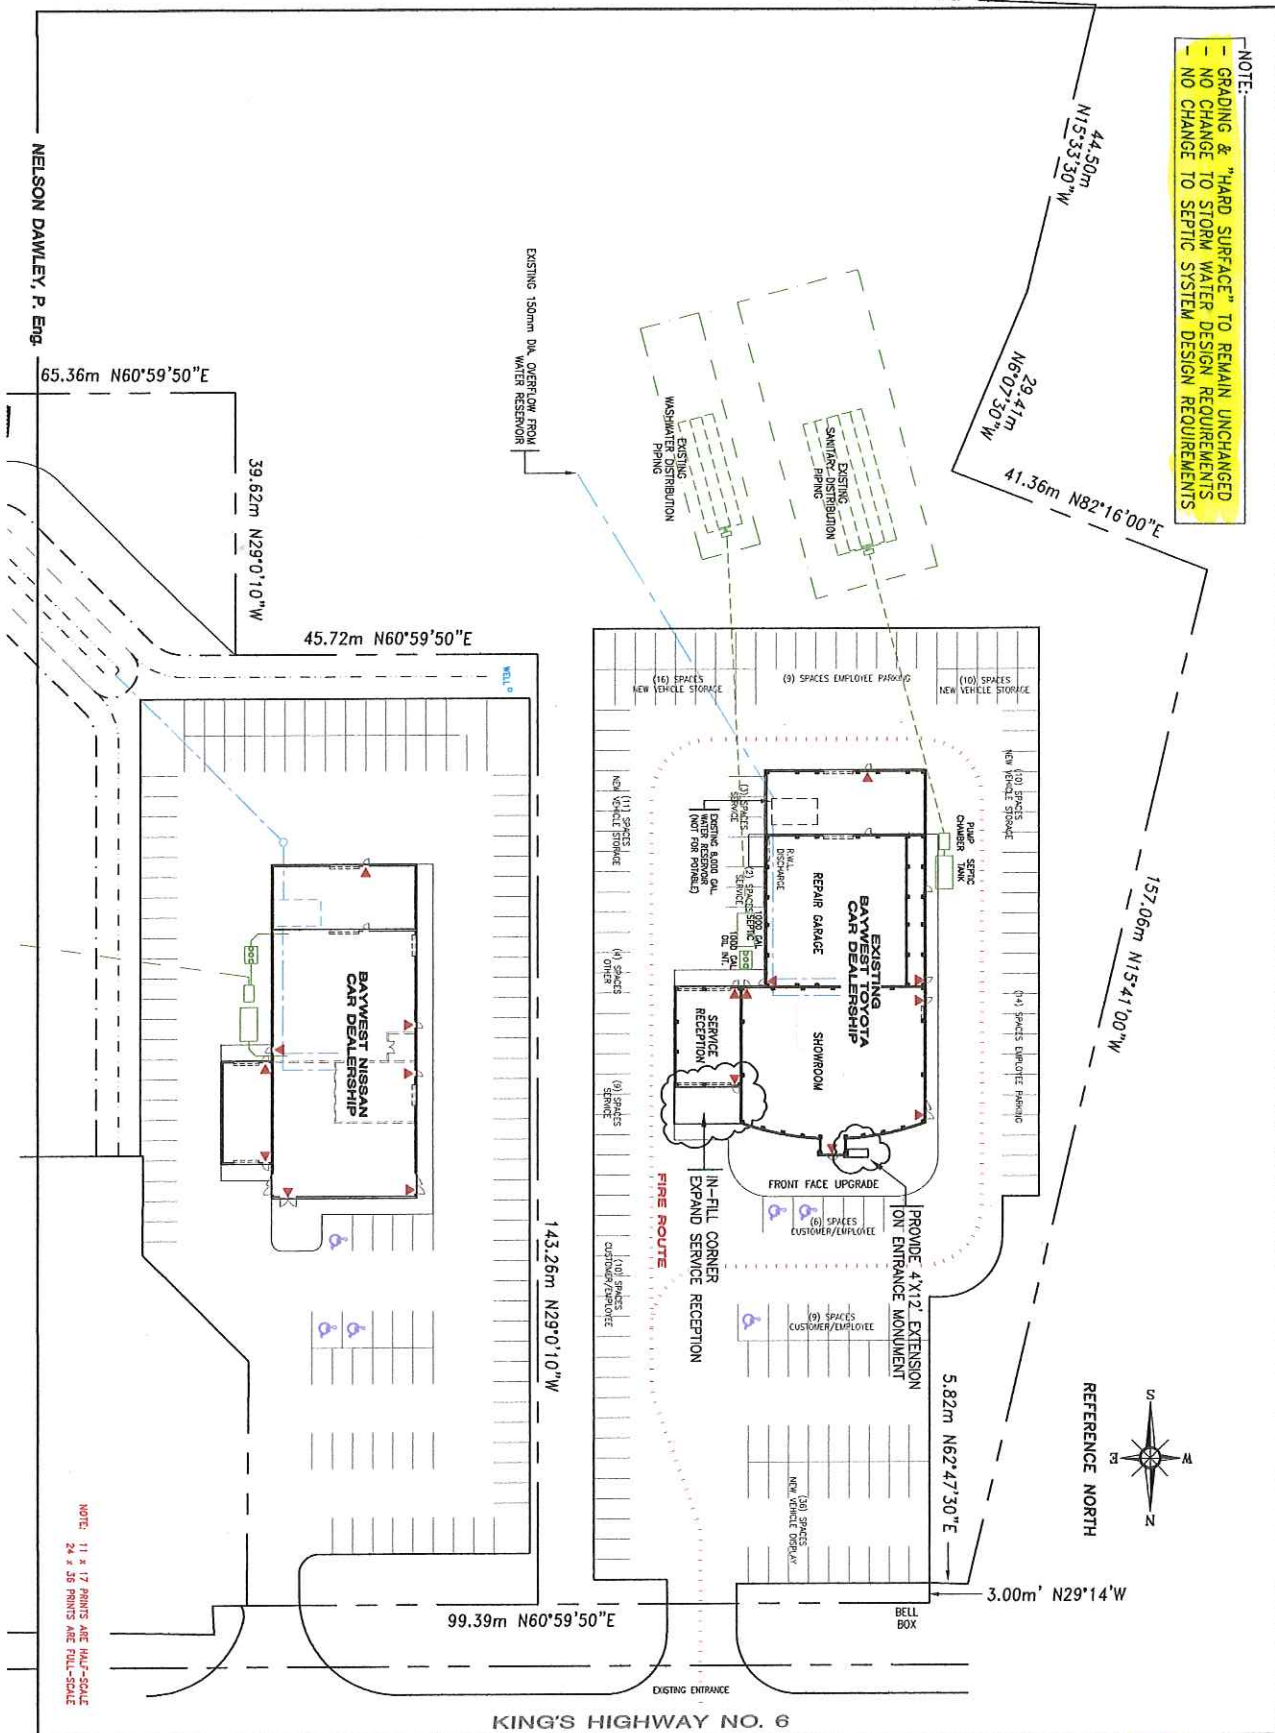 NOTE:
- GRADING & "HARD SURFACE" TO REMAIN UNCHANGED
- NO CHANGE TO STORM WATER DESIGN REQUIREMENTS
- NO CHANGE TO SEPTIC SYSTEM DESIGN REQUIREMENTS
44.50m
N15°33'30"W
29.41m
N6°07'30"W
41.36m N82°16'00"E
157.06m N15°41'00"W
NELSON DAWLEY, P. Eng.
65.36m N60°59'50"E
39.62m N29°0'10"W
45.72m N60°59'50"E
EXISTING 150mm DIA. OVERFLOW FROM
WATER RESERVOIR
EXISTING
WASHWATER DISTRIBUTION
PIPING
EXISTING
SANITARY DISTRIBUTION
PIPING
WELL
(16) SPACES
NEW VEHICLE STORAGE
(9) SPACES EMPLOYEE PARKING
(10) SPACES
NEW VEHICLE STORAGE
(10) SPACES
NEW VEHICLE STORAGE
PUMP
CHAMBER
SEPTIC
TANK
(11) SPACES
NEW VEHICLE STORAGE
(3) SPACES
SERVICE
EXISTING 8,000 GAL.
WATER RESERVOIR
(NOT FOR POTABLE)
R.W.L.
DISCHARGE
(2) SPACES
SERVICE
1000 GAL
SEPTIC
1000 GAL
OIL INT.
REPAIR GARAGE
EXISTING
BAYWEST TOYOTA
CAR DEALERSHIP
SHOWROOM
SERVICE
RECEPTION
(4) SPACES
OTHER
(14) SPACES EMPLOYEE PARKING
(9) SPACES
SERVICE
BAYWEST NISSAN
CAR DEALERSHIP
FRONT FACE UPGRADE
FIRE ROUTE
IN-FILL CORNER
EXPAND SERVICE RECEPTION
PROVIDE 4'X12' EXTENSION
ON ENTRANCE MONUMENT
(6) SPACES
CUSTOMER/EMPLOYEE
(10) SPACES
CUSTOMER/EMPLOYEE
(9) SPACES
CUSTOMER/EMPLOYEE
143.26m N29°0'10"W
(36) SPACES
NEW VEHICLE DISPLAY
5.82m N62°47'30"E
REFERENCE NORTH
S
W
E
N
3.00m' N29°14'W
BELL
BOX
99.39m N60°59'50"E
EXISTING ENTRANCE
KING'S HIGHWAY NO. 6
NOTE: 11 x 17 PRINTS ARE HALF-SCALE
24 x 36 PRINTS ARE FULL-SCALE